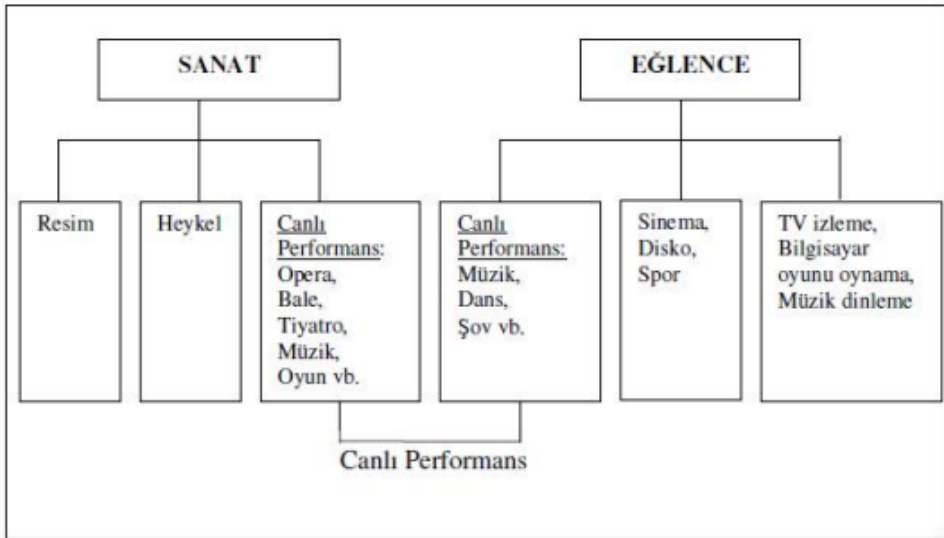 SANAT
EĞLENCE
Resim
Heykel
Canlı
Performans:
Opera,
Bale,
Tiyatro,
Müzik,
Oyun vb.
Canlı
Performans:
Müzik,
Dans,
Şov vb.
Sinema,
Disko,
Spor
TV izleme,
Bilgisayar
oyunu oynama,
Müzik dinleme
Canlı Performans